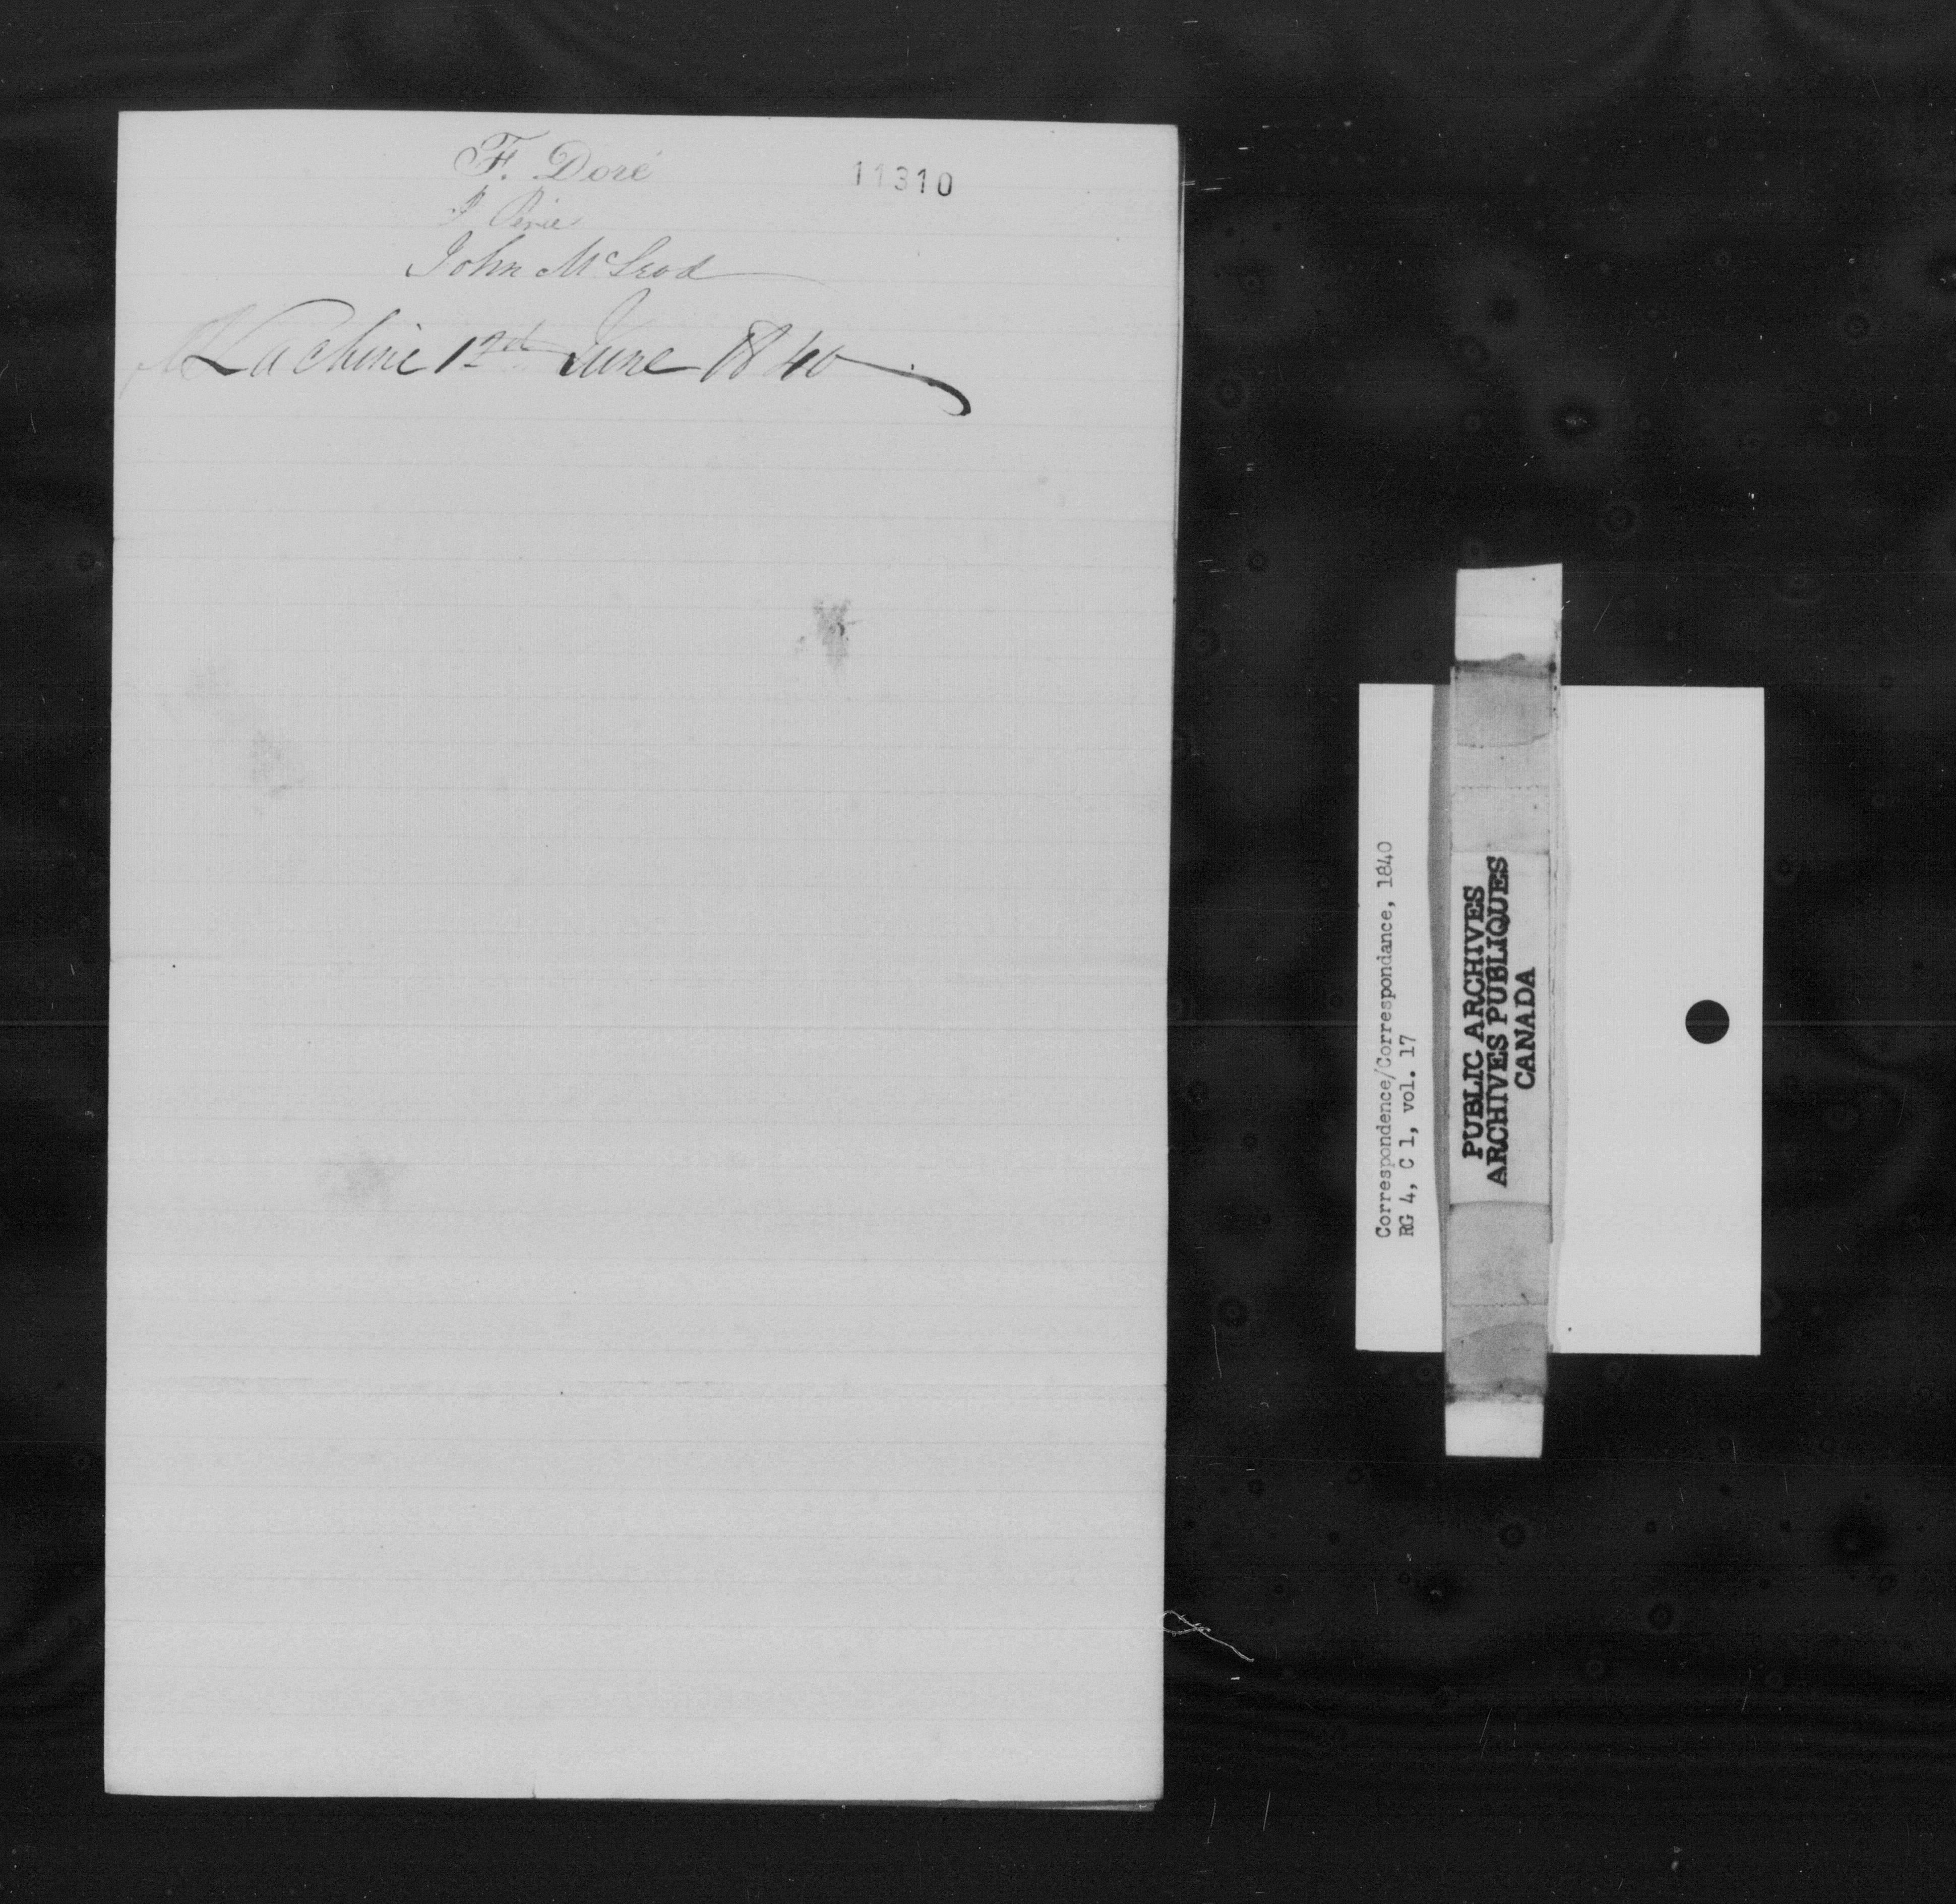 F. Doré
11310
John McLeod
Lachine 12th June 1840
Correspondence/Correspondance, 1840
RG 4, C 1, vol. 17
PUBLIC ARCHIVES
ARCHIVES PUBLIQUES
CANADA